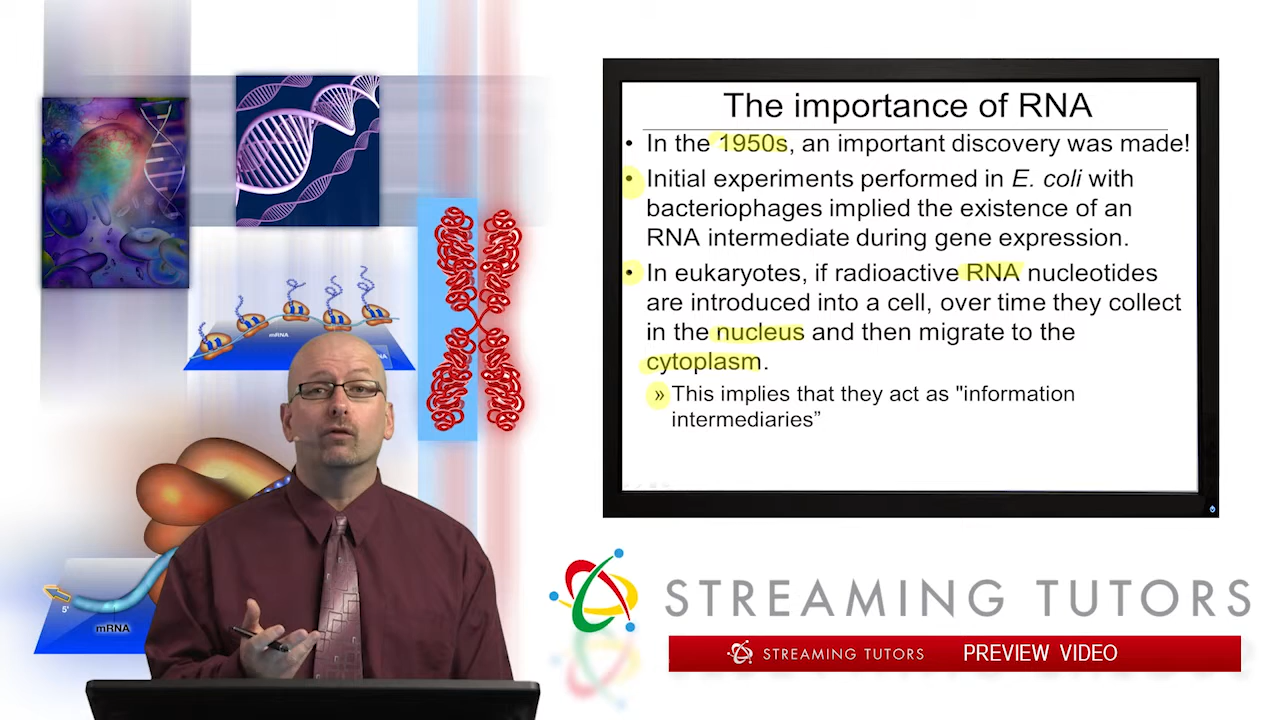 The importance of RNA
• In the 1950s, an important discovery was made!
• Initial experiments performed in E. coli with
bacteriophages implied the existence of an
RNA intermediate during gene expression.
• In eukaryotes, if radioactive RNA nucleotides
are introduced into a cell, over time they collect
in the nucleus and then migrate to the
cytoplasm.
» This implies that they act as "information
intermediaries”
mRNA
5'
mRNA
STREAMING TUTORS
STREAMING TUTORS PREVIEW VIDEO